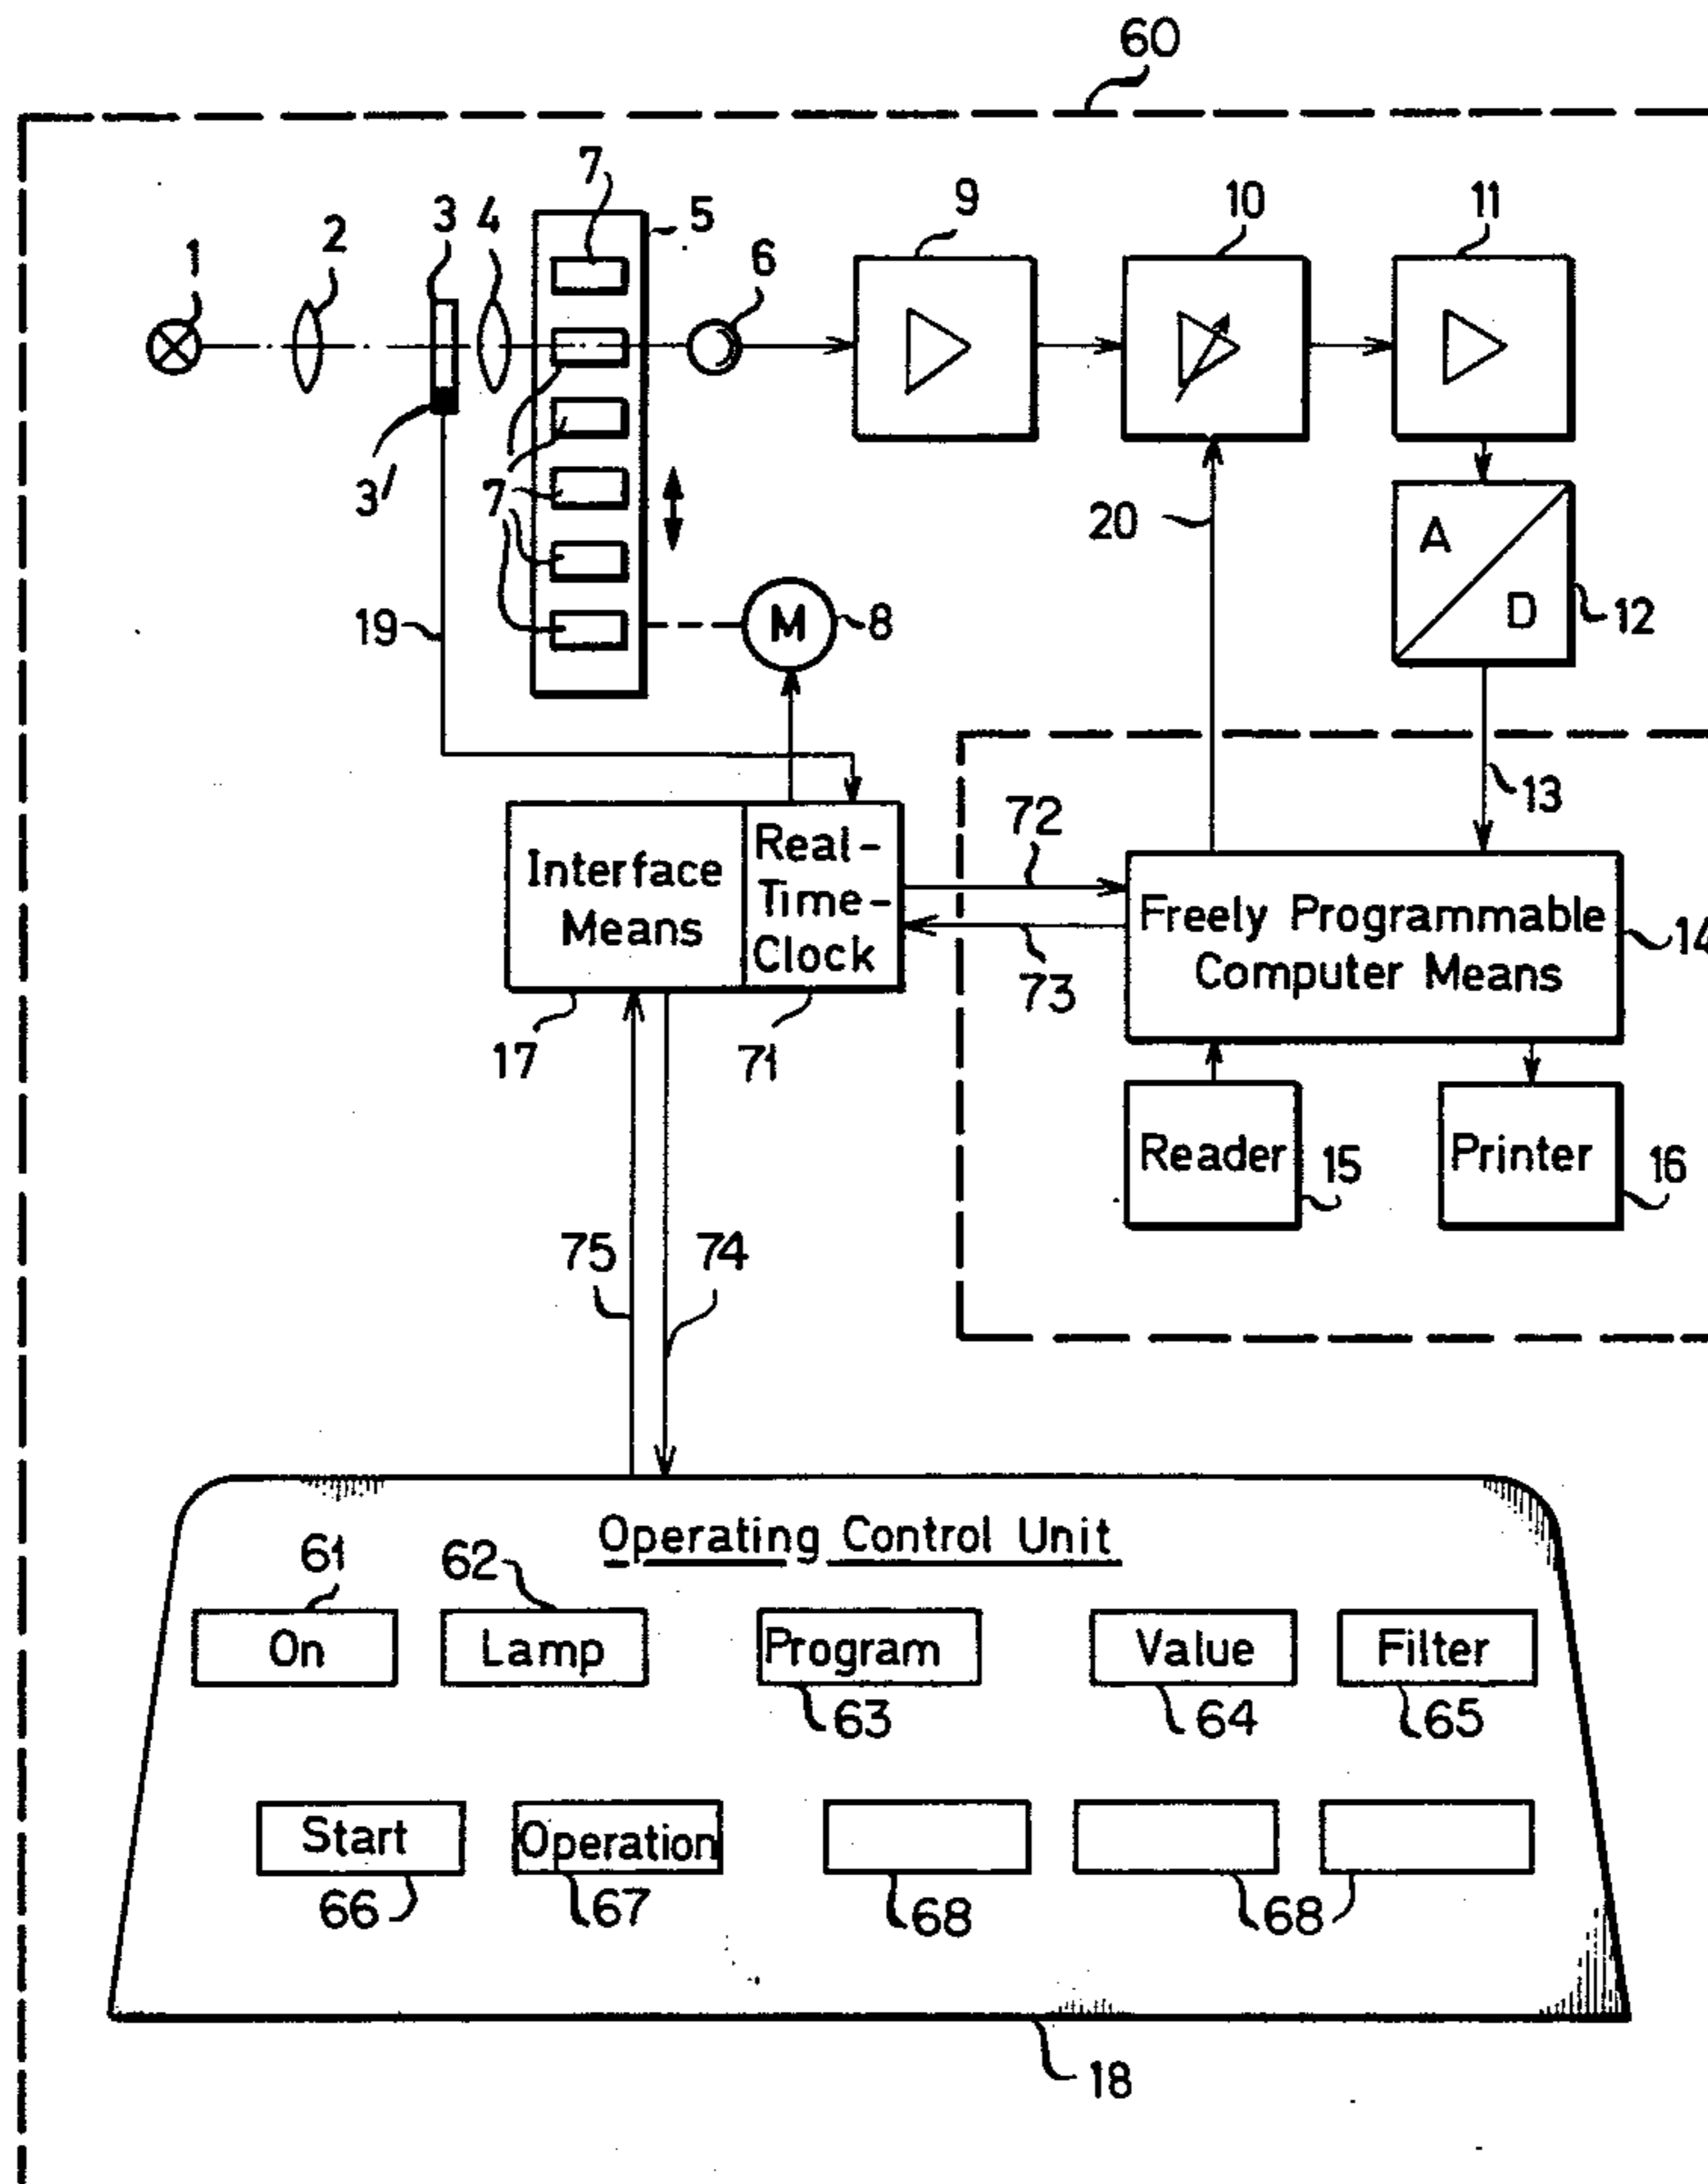 60
7
1
2
3
4
5
6
9
10
11
3'
7
19
M
8
20
A
D
12
13
Interface
Means
Real-
Time-
Clock
72
73
Freely Programmable
Computer Means
14
17
71
Reader
15
Printer
16
75
74
Operating Control Unit
61
62
On
Lamp
Program
Value
Filter
63
64
65
Start
Operation
66
67
68
68
18